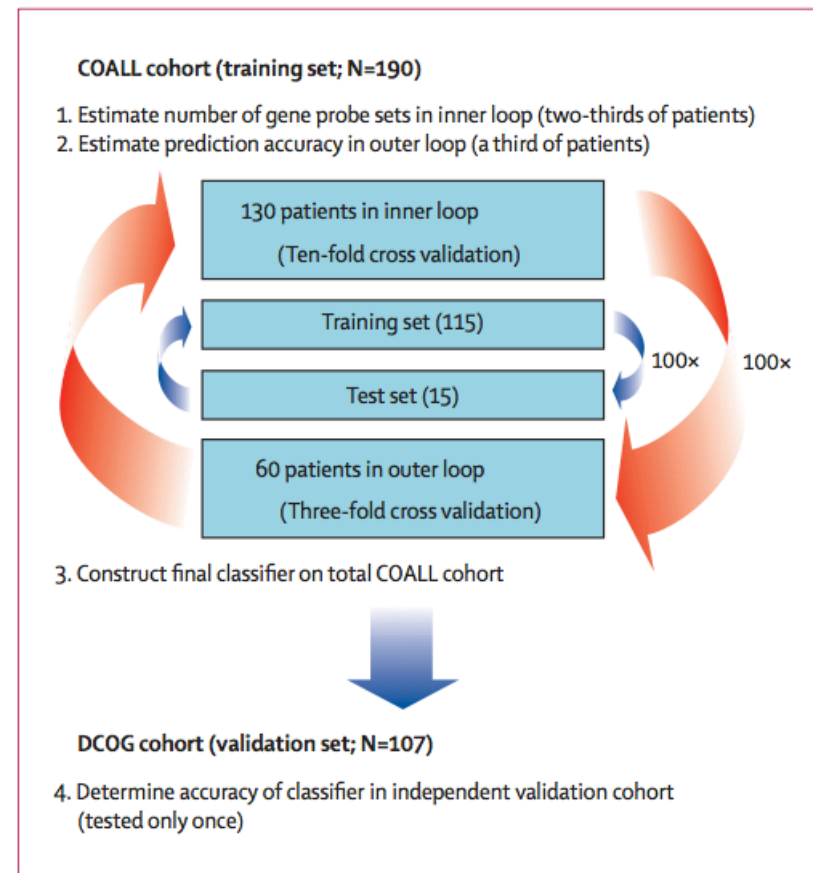 COALL cohort (training set; N=190)
1. Estimate number of gene probe sets in inner loop (two-thirds of patients)
2. Estimate prediction accuracy in outer loop (a third of patients)
130 patients in inner loop
(Ten-fold cross validation)
Training set (115)
100×
100×
Test set (15)
60 patients in outer loop
(Three-fold cross validation)
3. Construct final classifier on total COALL cohort
DCOG cohort (validation set; N=107)
4. Determine accuracy of classifier in independent validation cohort
(tested only once)